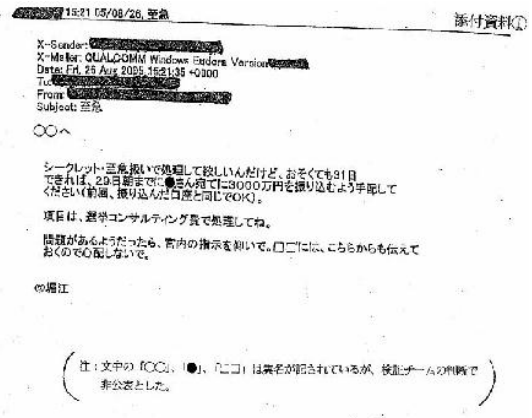 15:21 05/08/26, 至急
添付資料①
X-Sender:
X-Mailer: QUALCOMM Windows Eudora Version
Date: Fri, 26 Aug 2005 15:21:35 +0000
To:
From:
Subject: 至急
○○へ
シークレット・至急扱いで処理して欲しいんだけど、おそくても31日
できれば、29日朝までに●さん宛てに3000万円を振り込むよう手配して
ください(前回、振り込んだ口座と同じでOK)。
項目は、選挙コンサルティング費で処理してね。
問題があるようだったら、宮内の指示を仰いで。□□には、こちらからも伝えて
おくので心配しないで。
@堀江
注：文中の「○○」、「●」、「□□」は実名が記されているが、検証チームの判断で
非公表とした。